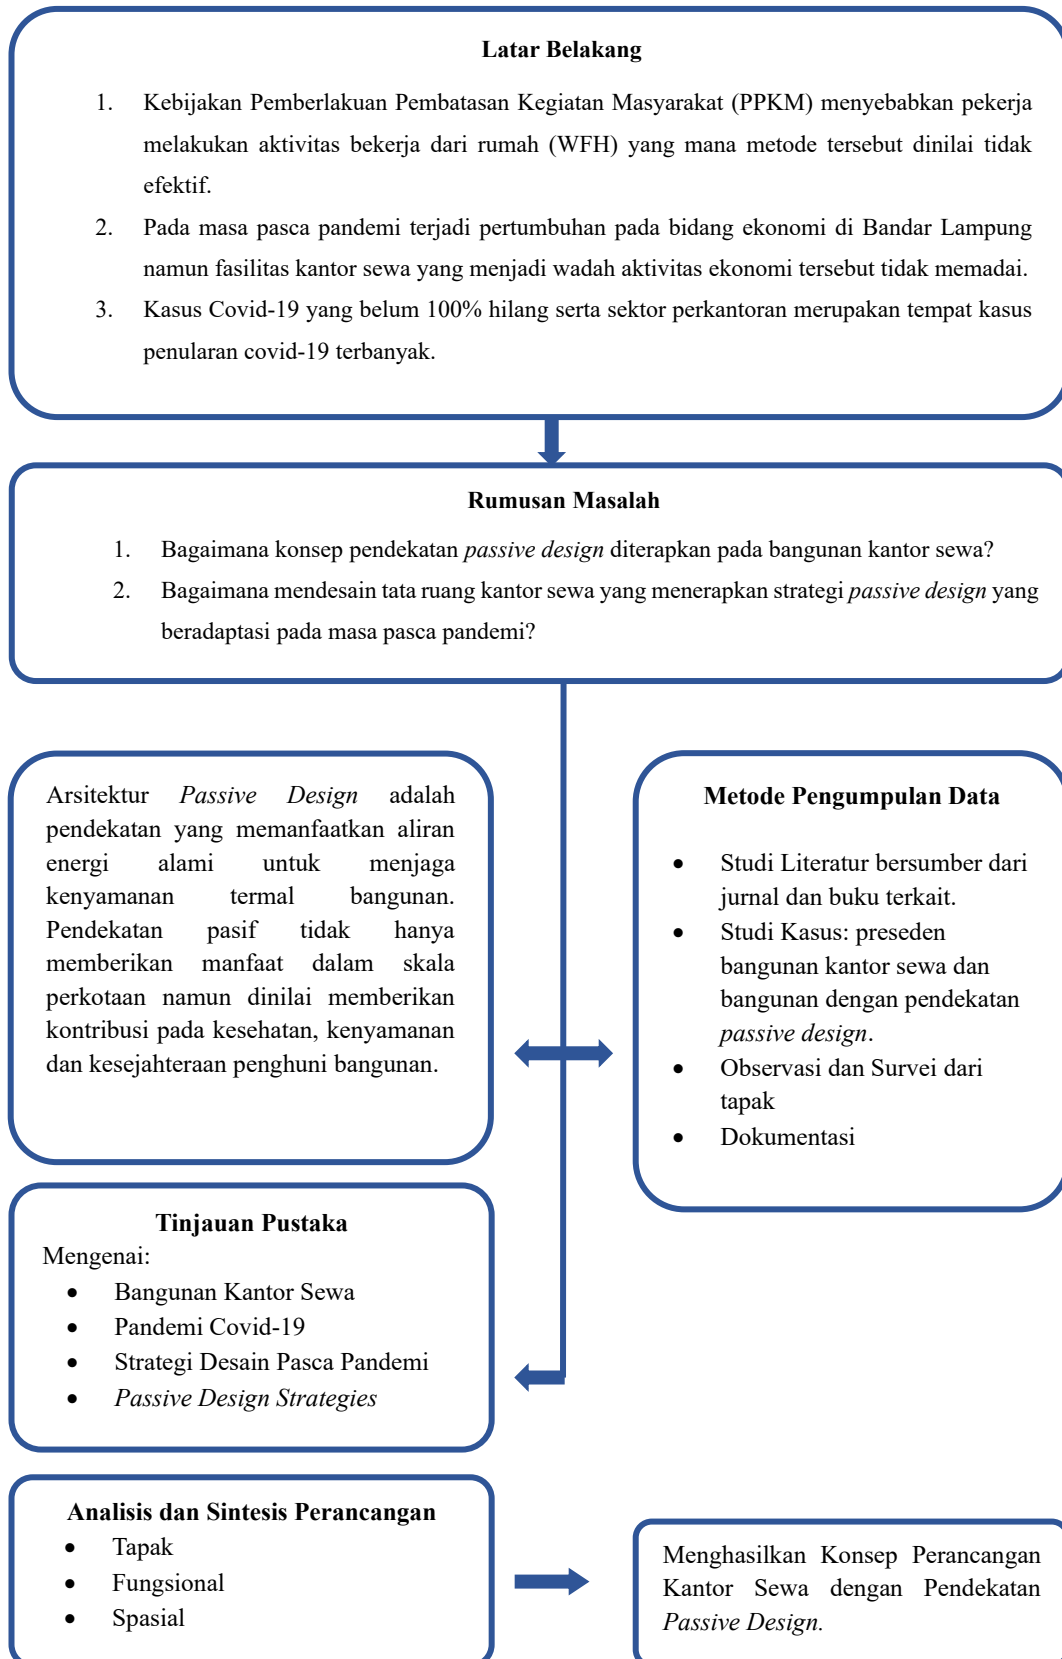 Latar Belakang
1. Kebijakan Pemberlakuan Pembatasan Kegiatan Masyarakat (PPKM) menyebabkan pekerja
melakukan aktivitas bekerja dari rumah (WFH) yang mana metode tersebut dinilai tidak
efektif.
2. Pada masa pasca pandemi terjadi pertumbuhan pada bidang ekonomi di Bandar Lampung
namun fasilitas kantor sewa yang menjadi wadah aktivitas ekonomi tersebut tidak memadai.
3. Kasus Covid-19 yang belum 100% hilang serta sektor perkantoran merupakan tempat kasus
penularan covid-19 terbanyak.
Rumusan Masalah
1. Bagaimana konsep pendekatan passive design diterapkan pada bangunan kantor sewa?
2. Bagaimana mendesain tata ruang kantor sewa yang menerapkan strategi passive design yang
beradaptasi pada masa pasca pandemi?
Arsitektur Passive Design adalah
pendekatan yang memanfaatkan aliran
energi alami untuk menjaga
kenyamanan termal bangunan.
Pendekatan pasif tidak hanya
memberikan manfaat dalam skala
perkotaan namun dinilai memberikan
kontribusi pada kesehatan, kenyamanan
dan kesejahteraan penghuni bangunan.
Metode Pengumpulan Data
• Studi Literatur bersumber dari
jurnal dan buku terkait.
• Studi Kasus: preseden
bangunan kantor sewa dan
bangunan dengan pendekatan
passive design.
• Observasi dan Survei dari
tapak
• Dokumentasi
Tinjauan Pustaka
Mengenai:
• Bangunan Kantor Sewa
• Pandemi Covid-19
• Strategi Desain Pasca Pandemi
• Passive Design Strategies
Analisis dan Sintesis Perancangan
• Tapak
• Fungsional
• Spasial
Menghasilkan Konsep Perancangan
Kantor Sewa dengan Pendekatan
Passive Design.